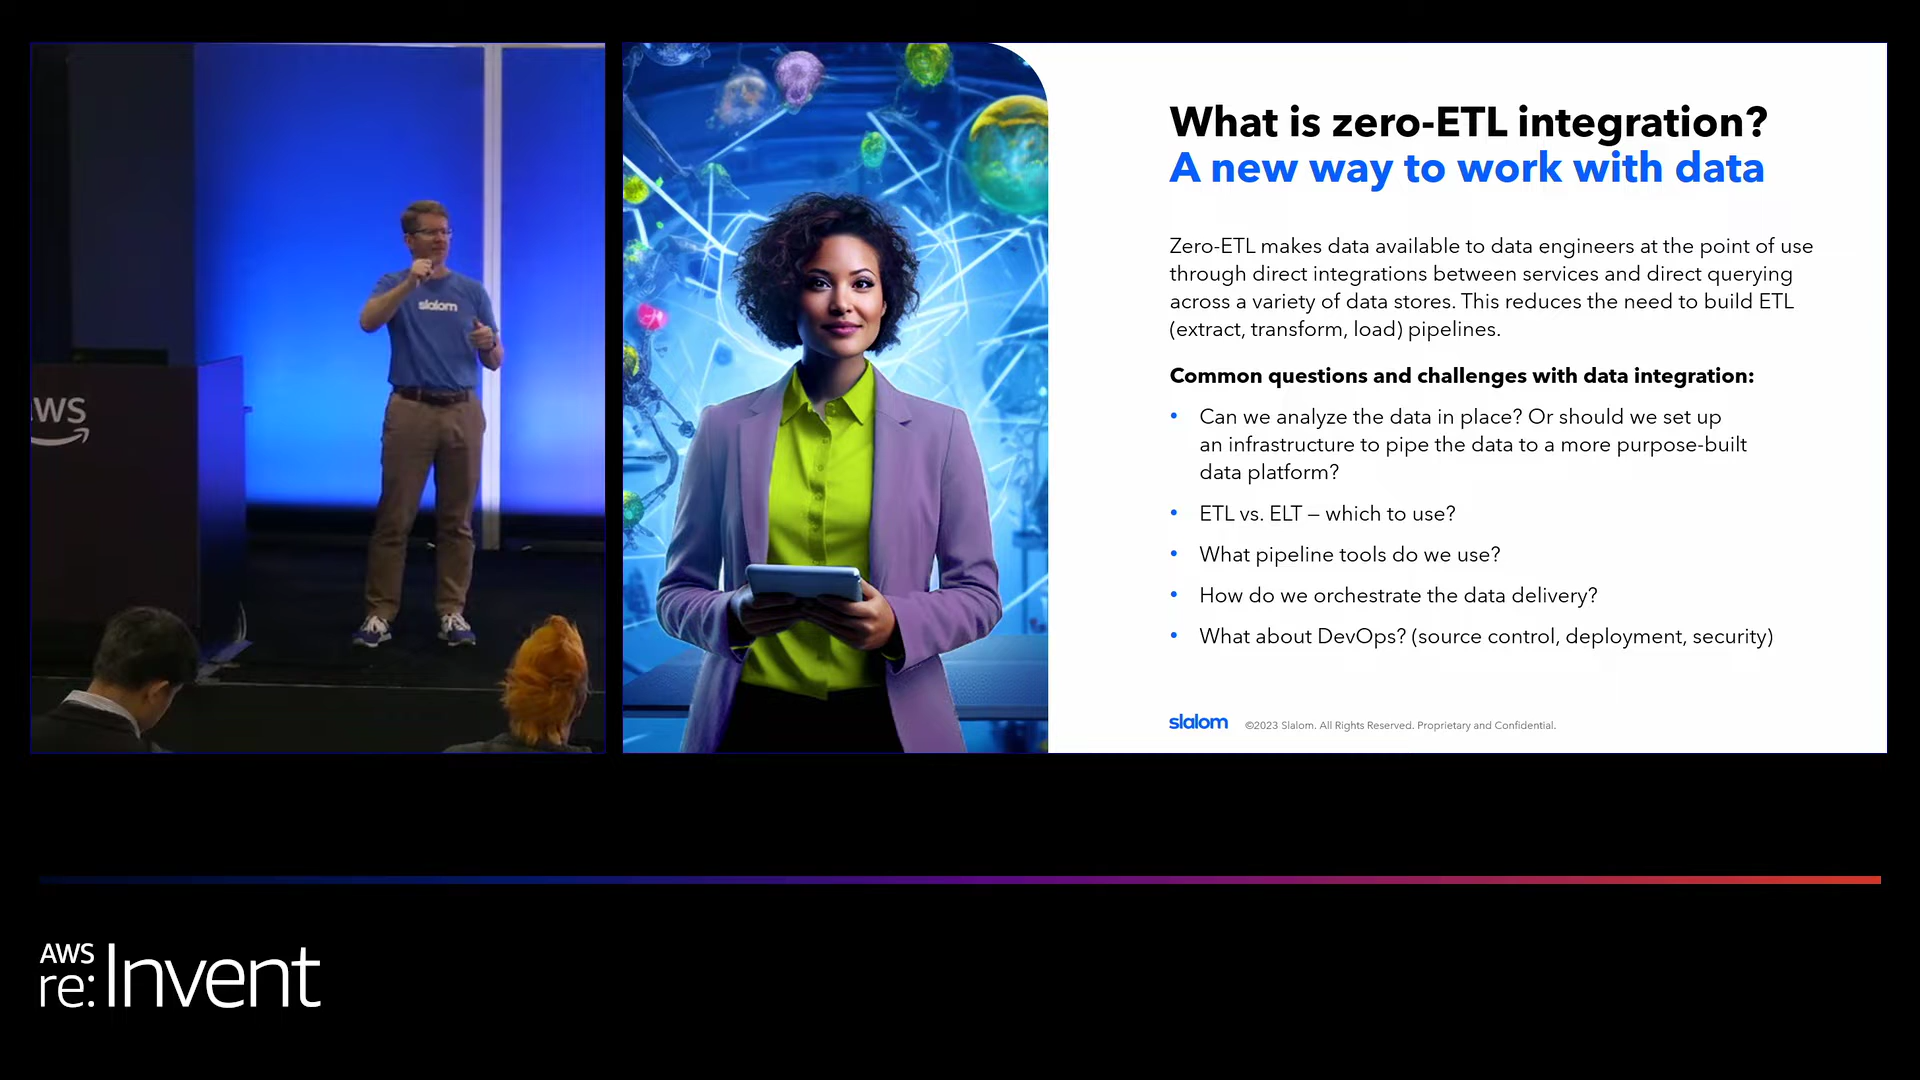 slalom
WS
What is zero-ETL integration?
A new way to work with data
Zero-ETL makes data available to data engineers at the point of use
through direct integrations between services and direct querying
across a variety of data stores. This reduces the need to build ETL
(extract, transform, load) pipelines.
Common questions and challenges with data integration:
• Can we analyze the data in place? Or should we set up
an infrastructure to pipe the data to a more purpose-built
data platform?
• ETL vs. ELT – which to use?
• What pipeline tools do we use?
• How do we orchestrate the data delivery?
• What about DevOps? (source control, deployment, security)
slalom ©2023 Slalom. All Rights Reserved. Proprietary and Confidential.
AWS
re:Invent